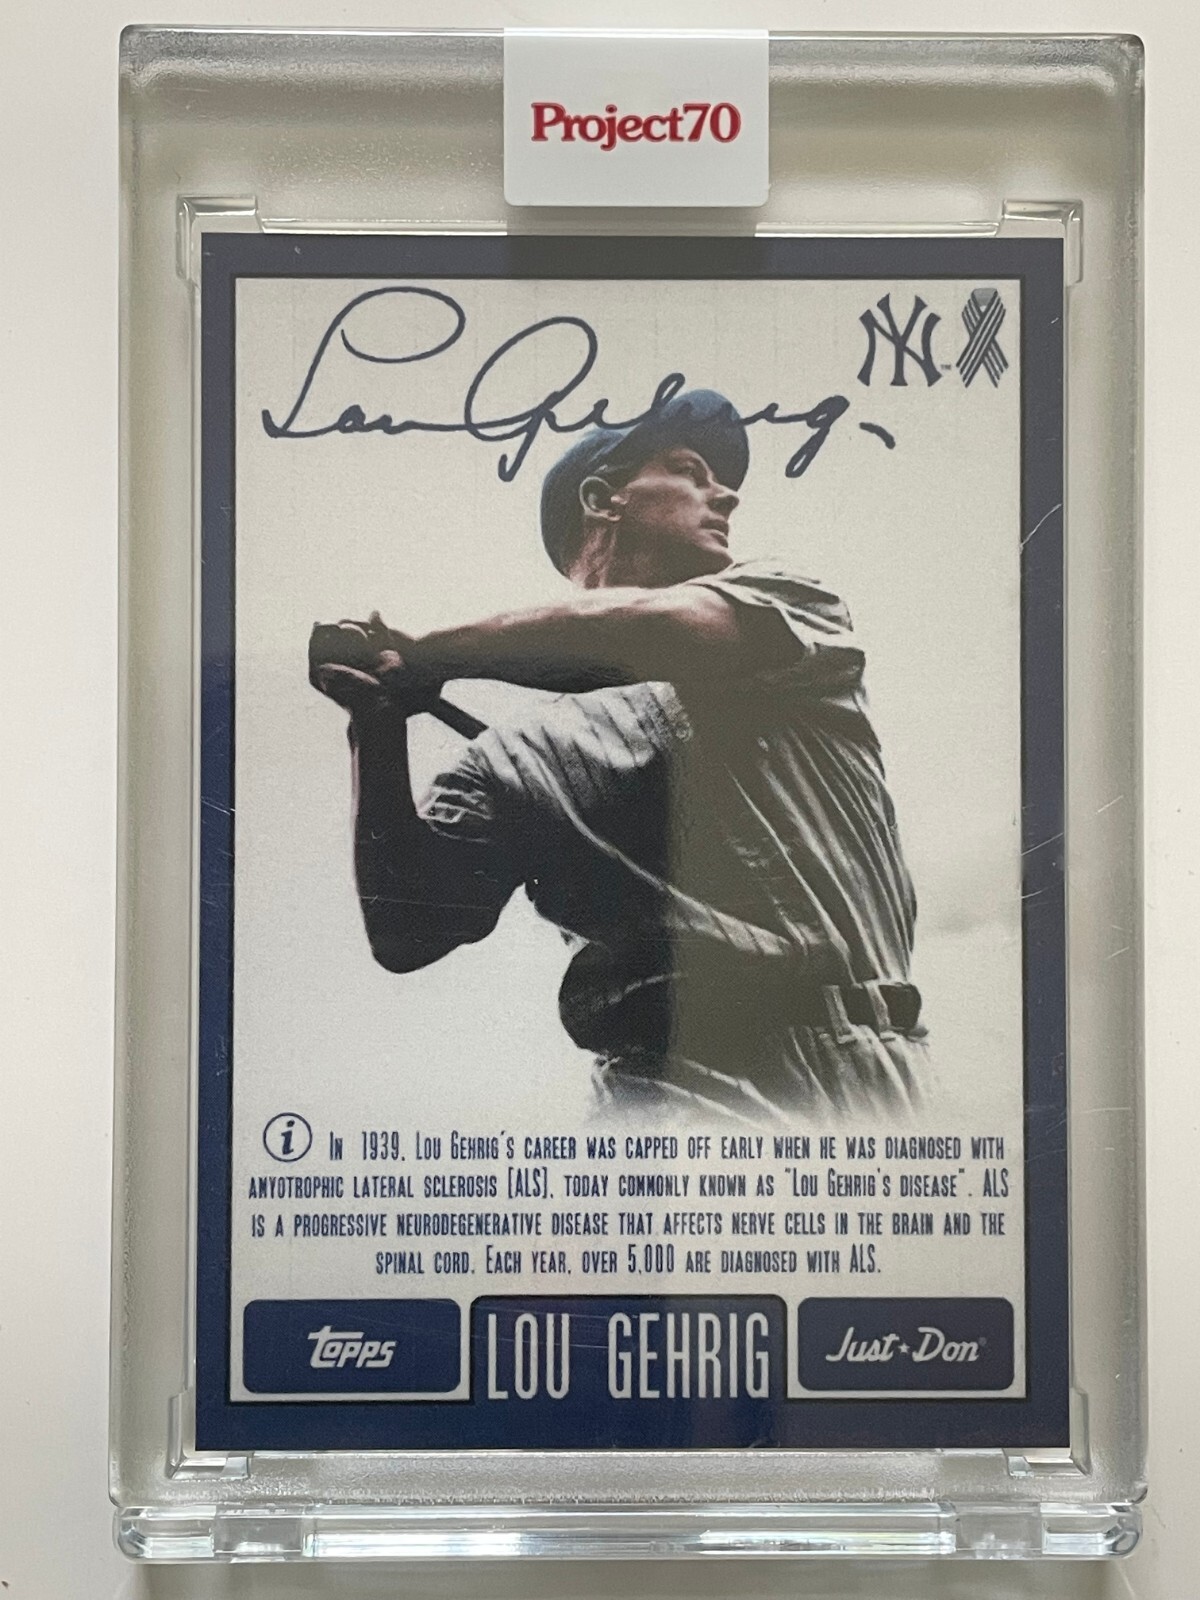 Project70
Lou Gehrig
NY ™
i In 1939, Lou Gehrig's career was capped off early when he was diagnosed with
amyotrophic lateral sclerosis [ALS], today commonly known as "Lou Gehrig's disease". ALS
is a progressive neurodegenerative disease that affects nerve cells in the brain and the
spinal cord. Each year, over 5,000 are diagnosed with ALS.
topps LOU GEHRIG Just★Don®